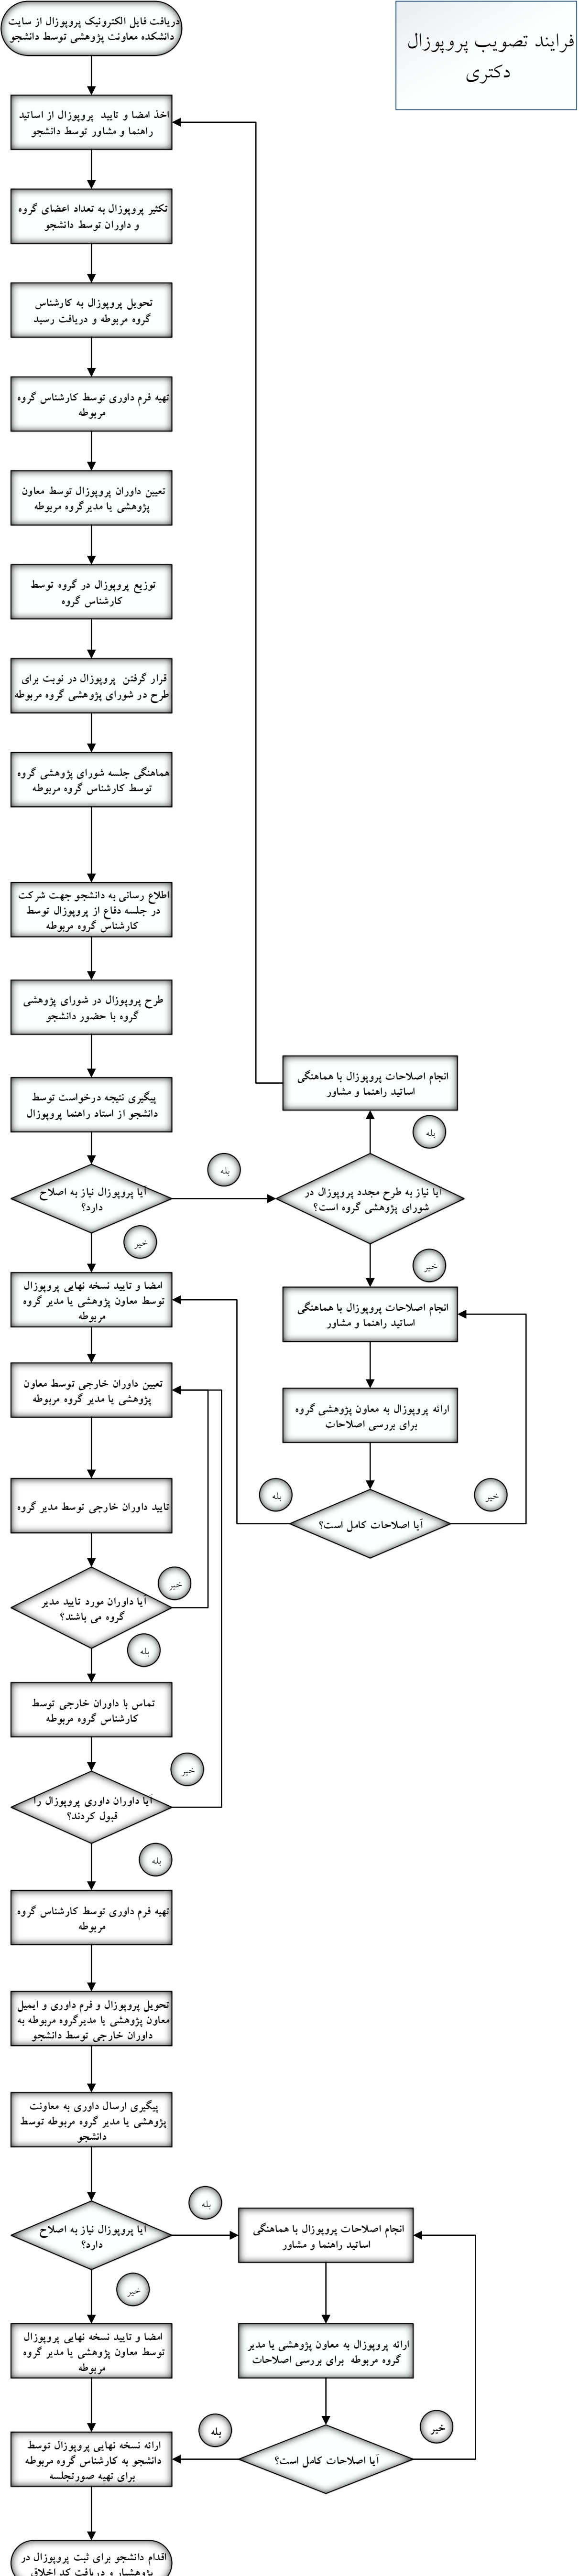 فرایند تصویب پروپوزال
دکتری
دریافت فایل الکترونیک پروپوزال از سایت
دانشکده معاونت پژوهشی توسط دانشجو
اخذ امضا و تایید پروپوزال از اساتید
راهنما و مشاور توسط دانشجو
تکثیر پروپوزال به تعداد اعضای گروه
و داوران توسط دانشجو
تحویل پروپوزال به کارشناس
گروه مربوطه و دریافت رسید
تهیه فرم داوری توسط کارشناس گروه
مربوطه
تعیین داوران پروپوزال توسط معاون
پژوهشی یا مدیرگروه مربوطه
توزیع پروپوزال در گروه توسط
کارشناس گروه
قرار گرفتن پروپوزال در نوبت برای
طرح در شورای پژوهشی گروه مربوطه
هماهنگی جلسه شورای پژوهشی گروه
توسط کارشناس گروه مربوطه
اطلاع رسانی به دانشجو جهت شرکت
در جلسه دفاع از پروپوزال توسط
کارشناس گروه مربوطه
طرح پروپوزال در شورای پژوهشی
گروه با حضور دانشجو
پیگیری نتیجه درخواست توسط
دانشجو از استاد راهنما پروپوزال
انجام اصلاحات پروپوزال با هماهنگی
اساتید راهنما و مشاور
بله
آیا پروپوزال نیاز به اصلاح
دارد؟
بله
آیا نیاز به طرح مجدد پروپوزال در
شورای پژوهشی گروه است؟
خیر
خیر
امضا و تایید نسخه نهایی پروپوزال
توسط معاون پژوهشی یا مدیر گروه
مربوطه
انجام اصلاحات پروپوزال با هماهنگی
اساتید راهنما و مشاور
تعیین داوران خارجی توسط معاون
پژوهشی یا مدیر گروه مربوطه
ارائه پروپوزال به معاون پژوهشی گروه
برای بررسی اصلاحات
بله
خیر
آیا اصلاحات کامل است؟
تایید داوران خارجی توسط مدیر گروه
خیر
آیا داوران مورد تایید مدیر
گروه می باشند؟
بله
تماس با داوران خارجی توسط
کارشناس گروه مربوطه
خیر
آیا داوران داوری پروپوزال را
قبول کردند؟
بله
تهیه فرم داوری توسط کارشناس گروه
مربوطه
تحویل پروپوزال و فرم داوری و ایمیل
معاون پژوهشی یا مدیرگروه مربوطه به
داوران خارجی توسط دانشجو
پیگیری ارسال داوری به معاونت
پژوهشی یا مدیر گروه مربوطه توسط
دانشجو
بله
آیا پروپوزال نیاز به اصلاح
دارد؟
انجام اصلاحات پروپوزال با هماهنگی
اساتید راهنما و مشاور
خیر
امضا و تایید نسخه نهایی پروپوزال
توسط معاون پژوهشی یا مدیر گروه
مربوطه
ارائه پروپوزال به معاون پژوهشی یا مدیر
گروه مربوطه برای بررسی اصلاحات
بله
خیر
ارائه نسخه نهایی پروپوزال توسط
دانشجو به کارشناس گروه مربوطه
برای تهیه صورتجلسه
آیا اصلاحات کامل است؟
اقدام دانشجو برای ثبت پروپوزال در
پژوهشیار و دریافت کد اخلاق